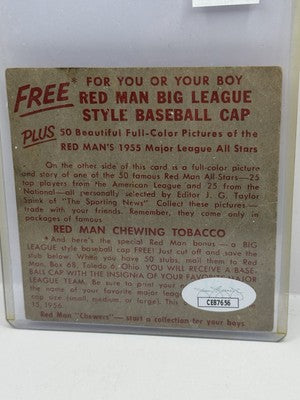 FREE* FOR YOU OR YOUR BOY
RED MAN BIG LEAGUE
STYLE BASEBALL CAP
PLUS 50 Beautiful Full-Color Pictures of the
RED MAN'S 1955 Major League All Stars
On the other side of this card is a full-color picture
and story of one of the 50 famous Red Man All-Stars—25
top players from the American League and 25 from the
National—all personally selected by Editor J. G. Taylor
Spink of "The Sporting News" Collect these pictures,—
trade them with your friends. Remember, they come only in
packages of famous
RED MAN CHEWING TOBACCO
*And here's the special Red Man bonus — a BIG
LEAGUE style baseball cap FREE! Just cut off and save the
stub below. While you have 50 stubs, mail them to Red
Man, Box 68, Toledo 6, Ohio. YOU WILL RECEIVE A BASE-
BALL CAP WITH THE INSIGNIA OF YOUR FAVORITE MAJOR
LEAGUE TEAM. Be sure to print your name
name of your favorite major league
cap size (small, medium or large).
15, 1956.
Red Man "Chewers" — start a collection for your boys.
CE87656